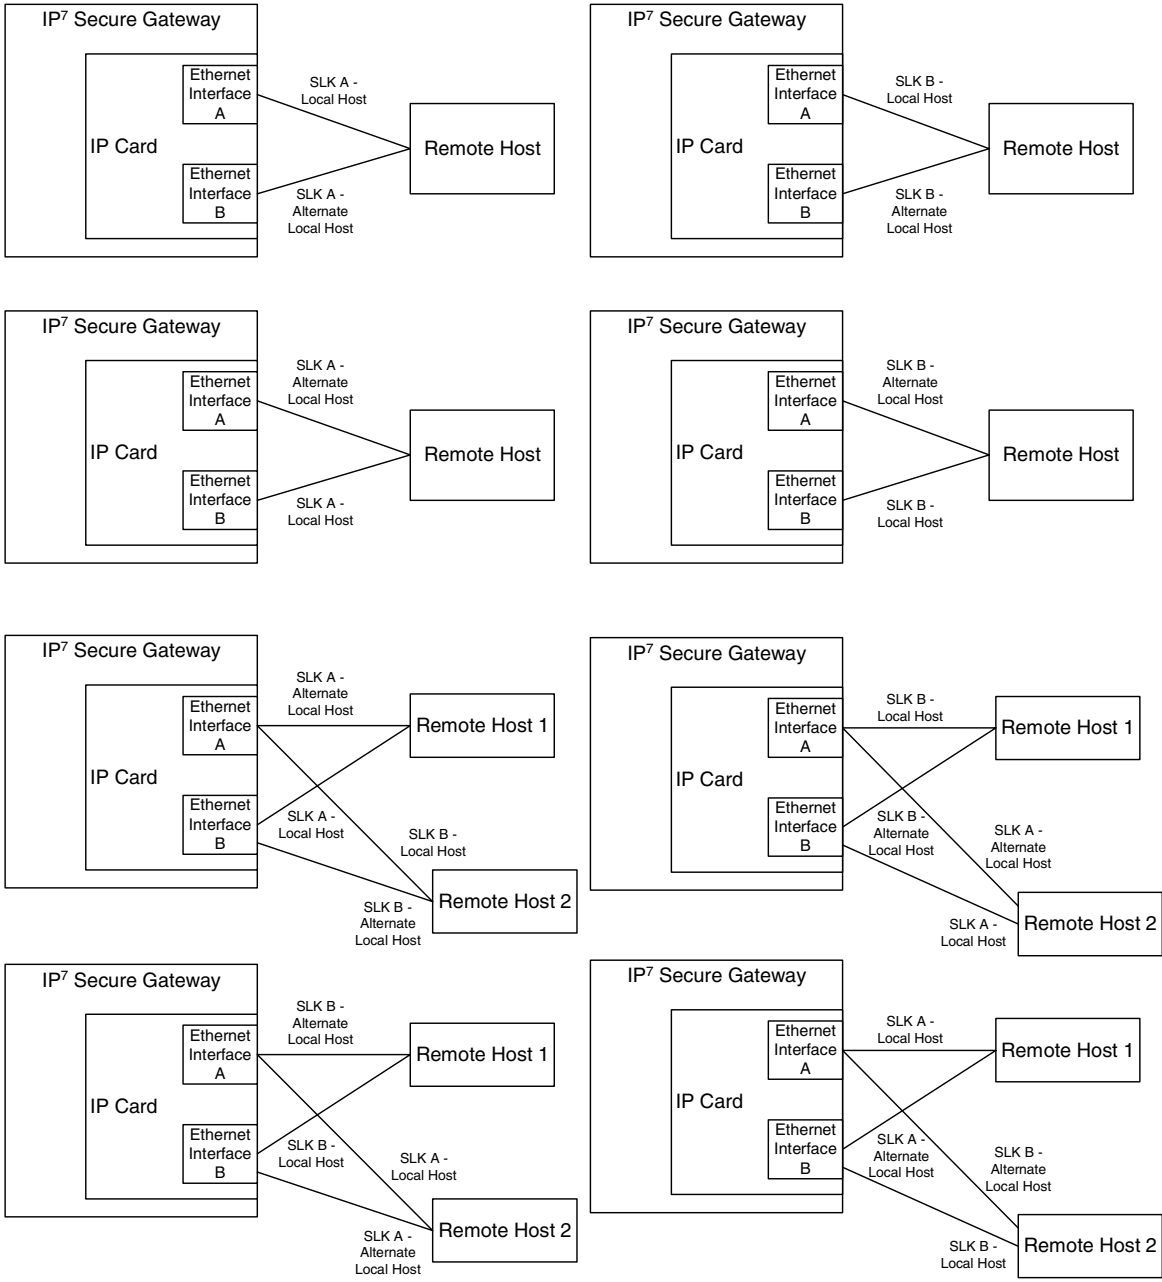 IP⁷ Secure Gateway
Ethernet
Interface
A
IP Card
Ethernet
Interface
B
SLK A -
Local Host
SLK A -
Alternate
Local Host
Remote Host
IP⁷ Secure Gateway
Ethernet
Interface
A
IP Card
Ethernet
Interface
B
SLK B -
Local Host
SLK B -
Alternate
Local Host
Remote Host
IP⁷ Secure Gateway
Ethernet
Interface
A
IP Card
Ethernet
Interface
B
SLK A -
Alternate
Local Host
SLK A -
Local Host
Remote Host
IP⁷ Secure Gateway
Ethernet
Interface
A
IP Card
Ethernet
Interface
B
SLK B -
Alternate
Local Host
SLK B -
Local Host
Remote Host
IP⁷ Secure Gateway
Ethernet
Interface
A
IP Card
Ethernet
Interface
B
SLK A -
Alternate
Local Host
Remote Host 1
SLK A -
Local Host
SLK B -
Local Host
SLK B -
Alternate
Local Host
Remote Host 2
IP⁷ Secure Gateway
Ethernet
Interface
A
IP Card
Ethernet
Interface
B
SLK B -
Local Host
Remote Host 1
SLK B -
Alternate
Local Host
SLK A -
Alternate
Local Host
SLK A -
Local Host
Remote Host 2
IP⁷ Secure Gateway
Ethernet
Interface
A
IP Card
Ethernet
Interface
B
SLK B -
Alternate
Local Host
Remote Host 1
SLK B -
Local Host
SLK A -
Local Host
SLK A -
Alternate
Local Host
Remote Host 2
IP⁷ Secure Gateway
Ethernet
Interface
A
IP Card
Ethernet
Interface
B
SLK A -
Local Host
Remote Host 1
SLK A -
Alternate
Local Host
SLK B -
Alternate
Local Host
SLK B -
Local Host
Remote Host 2